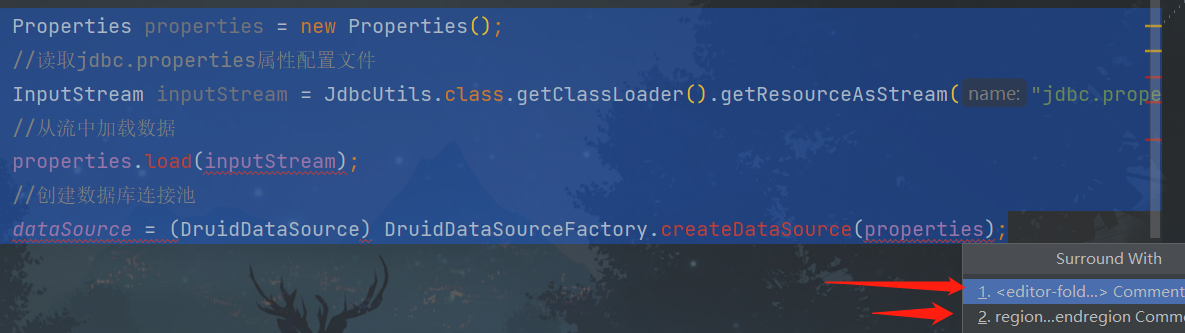 Properties properties = new Properties();
//读取jdbc.properties属性配置文件
InputStream inputStream = JdbcUtils.class.getClassLoader().getResourceAsStream( name: "jdbc.prope
//从流中加载数据
properties.load(inputStream);
//创建数据库连接池
dataSource = (DruidDataSource) DruidDataSourceFactory.createDataSource(properties);
Surround With
1. <editor-fold...> Comment
2. region...endregion Comme